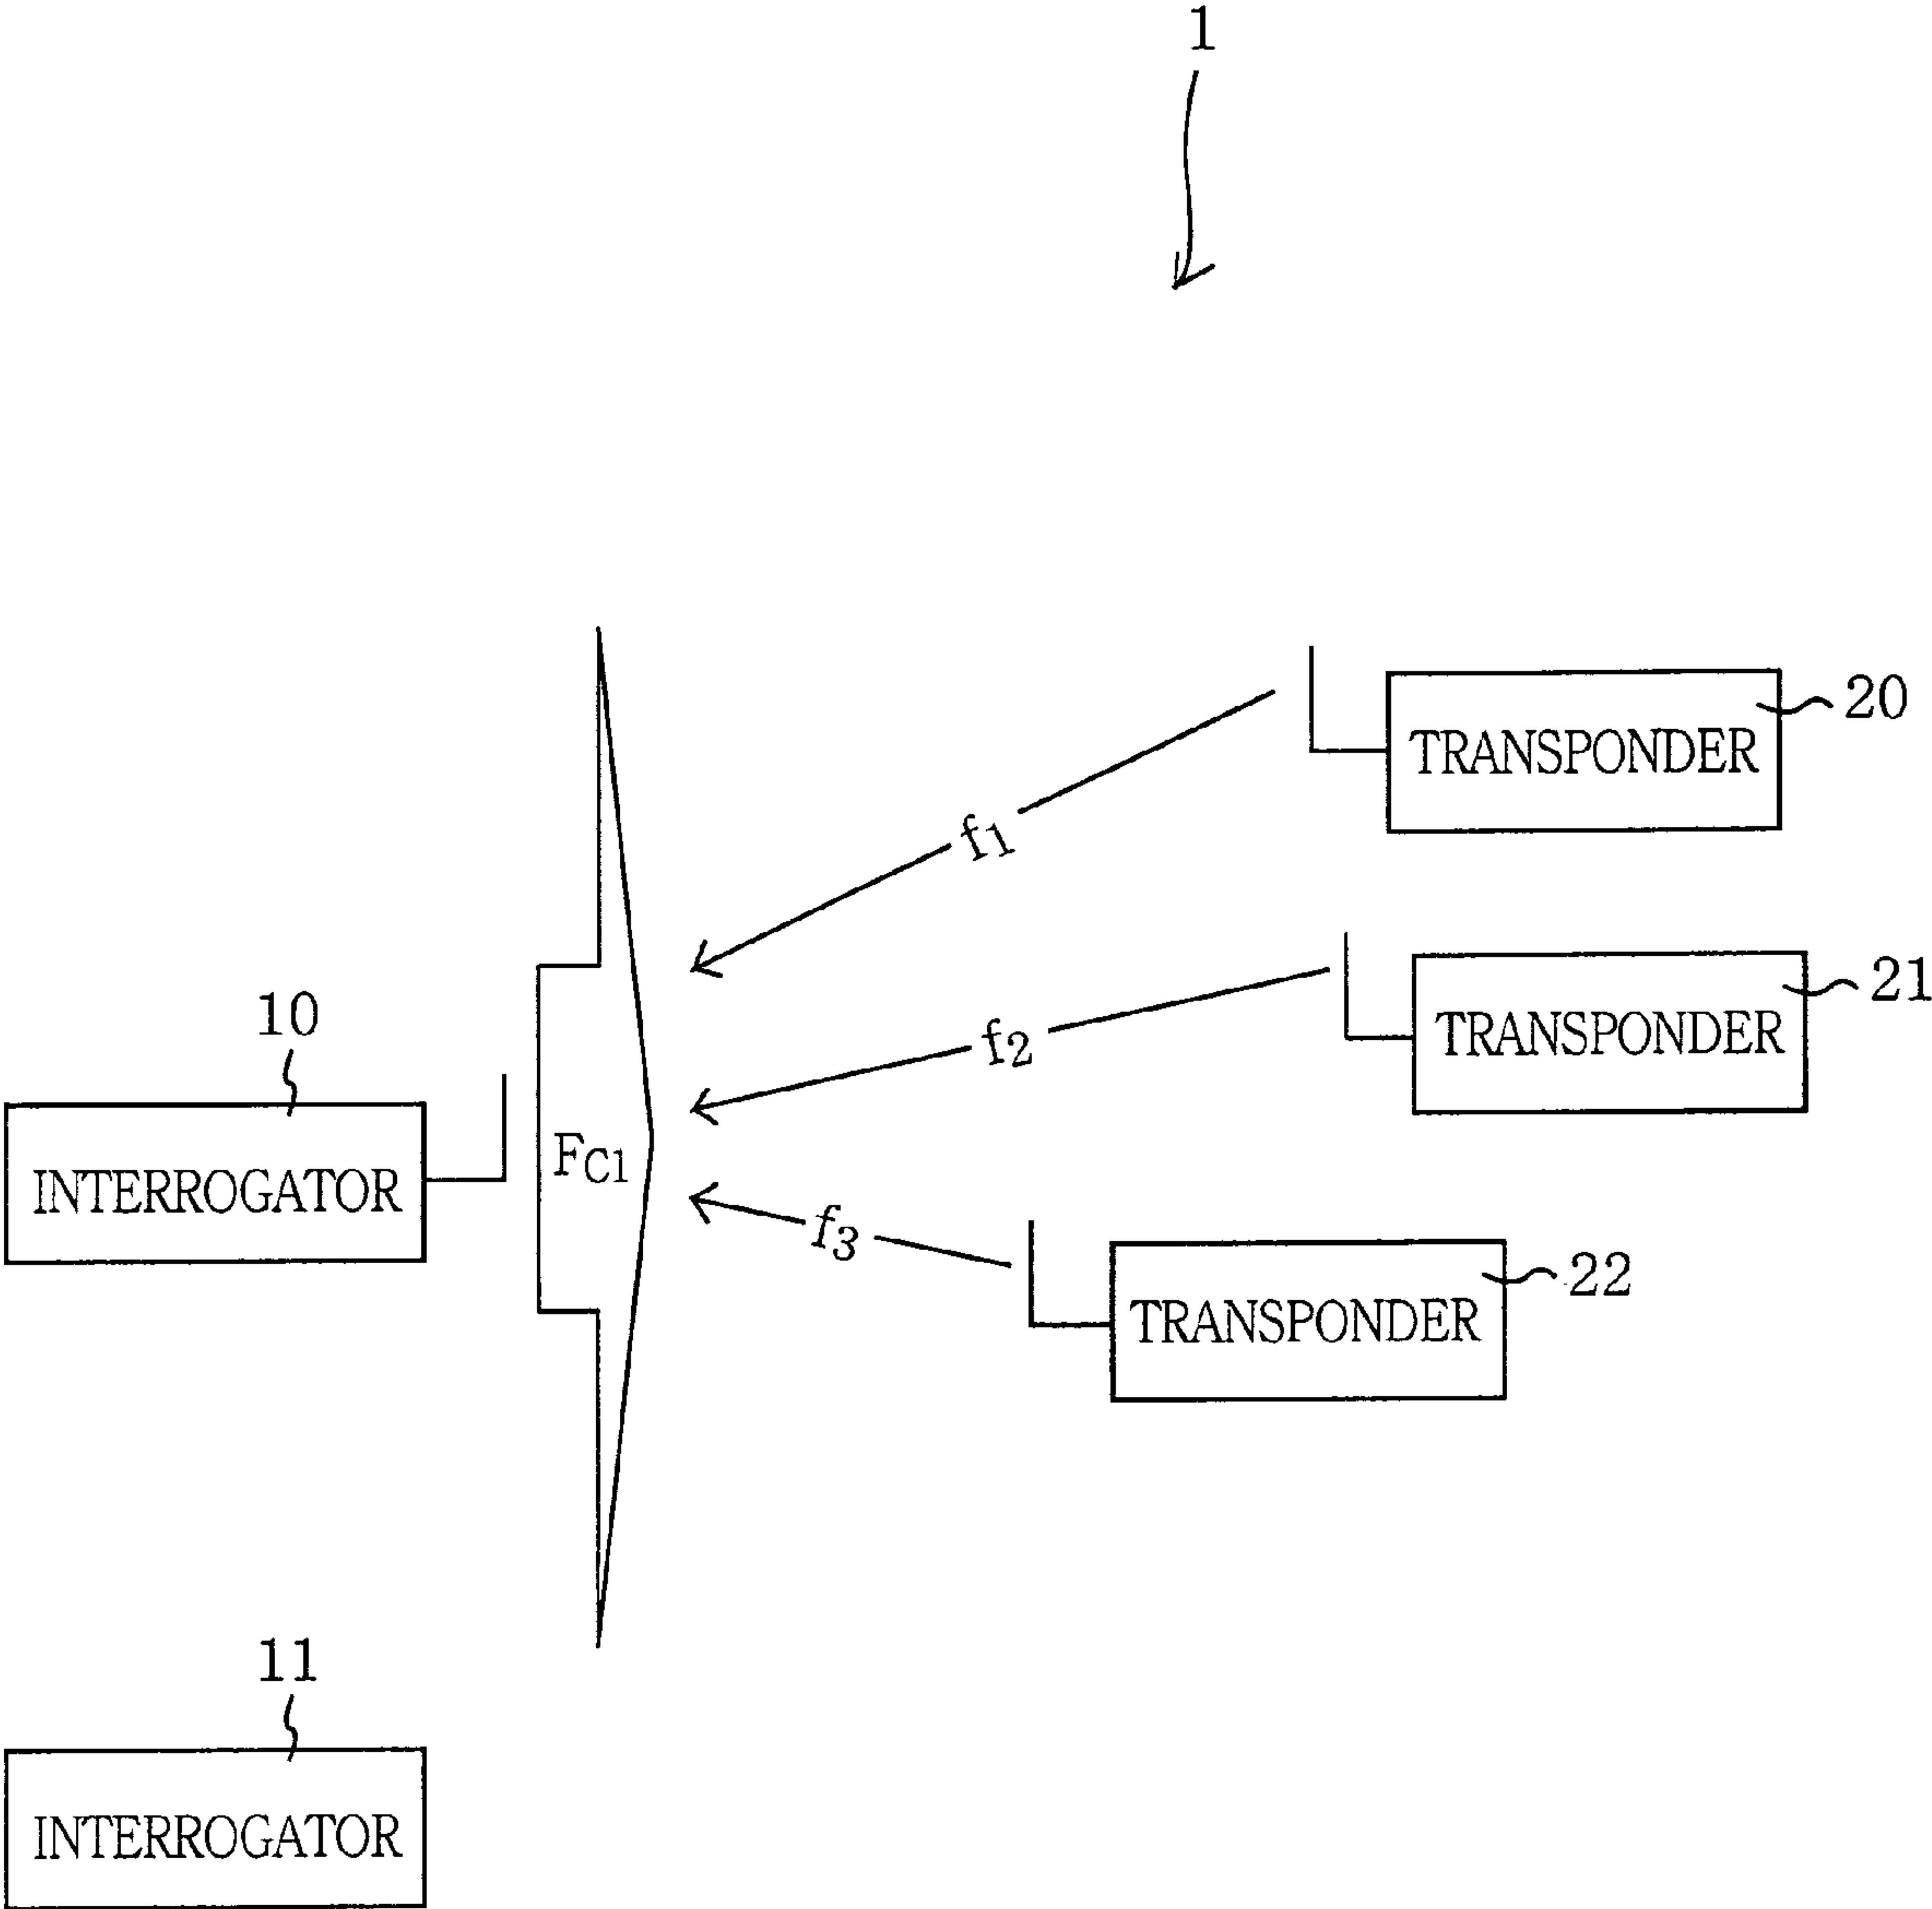 1
20
TRANSPONDER
f1
21
TRANSPONDER
f2
10
INTERROGATOR
FC1
f3
22
TRANSPONDER
11
INTERROGATOR